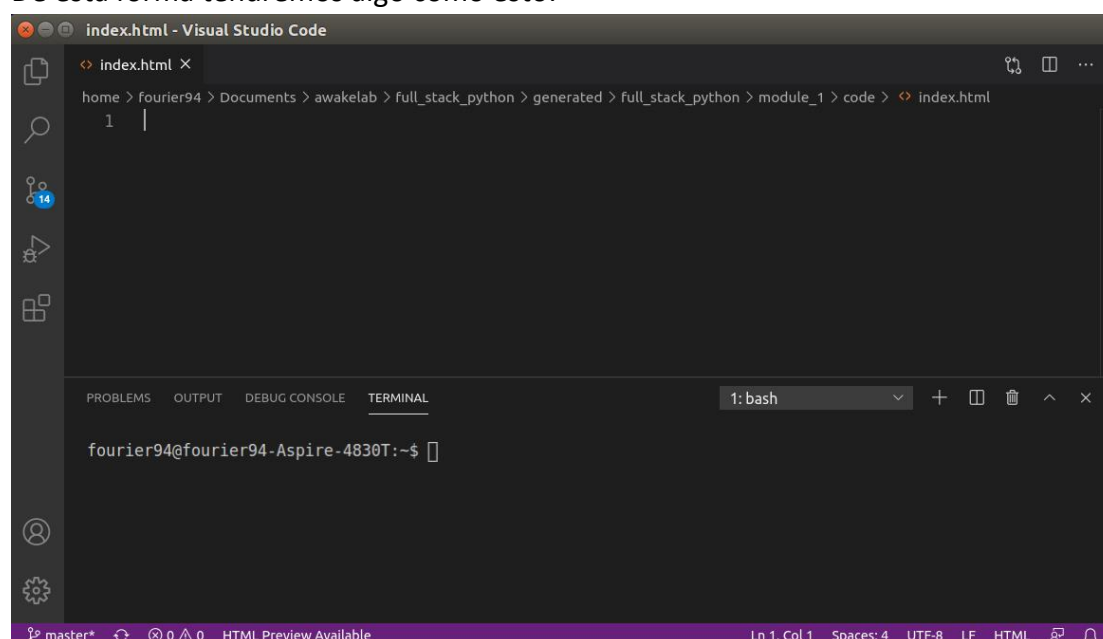 De esta forma tendremos algo como esto:
index.html - Visual Studio Code
index.html
home > fourier94 > Documents > awakelab > full_stack_python > generated > full_stack_python > module_1 > code > index.html
1
14
PROBLEMS OUTPUT DEBUG CONSOLE TERMINAL 1: bash
fourier94@fourier94-Aspire-4830T:~$
master* 0 0 HTML Preview Available Ln 1, Col 1 Spaces: 4 UTF-8 LF HTML